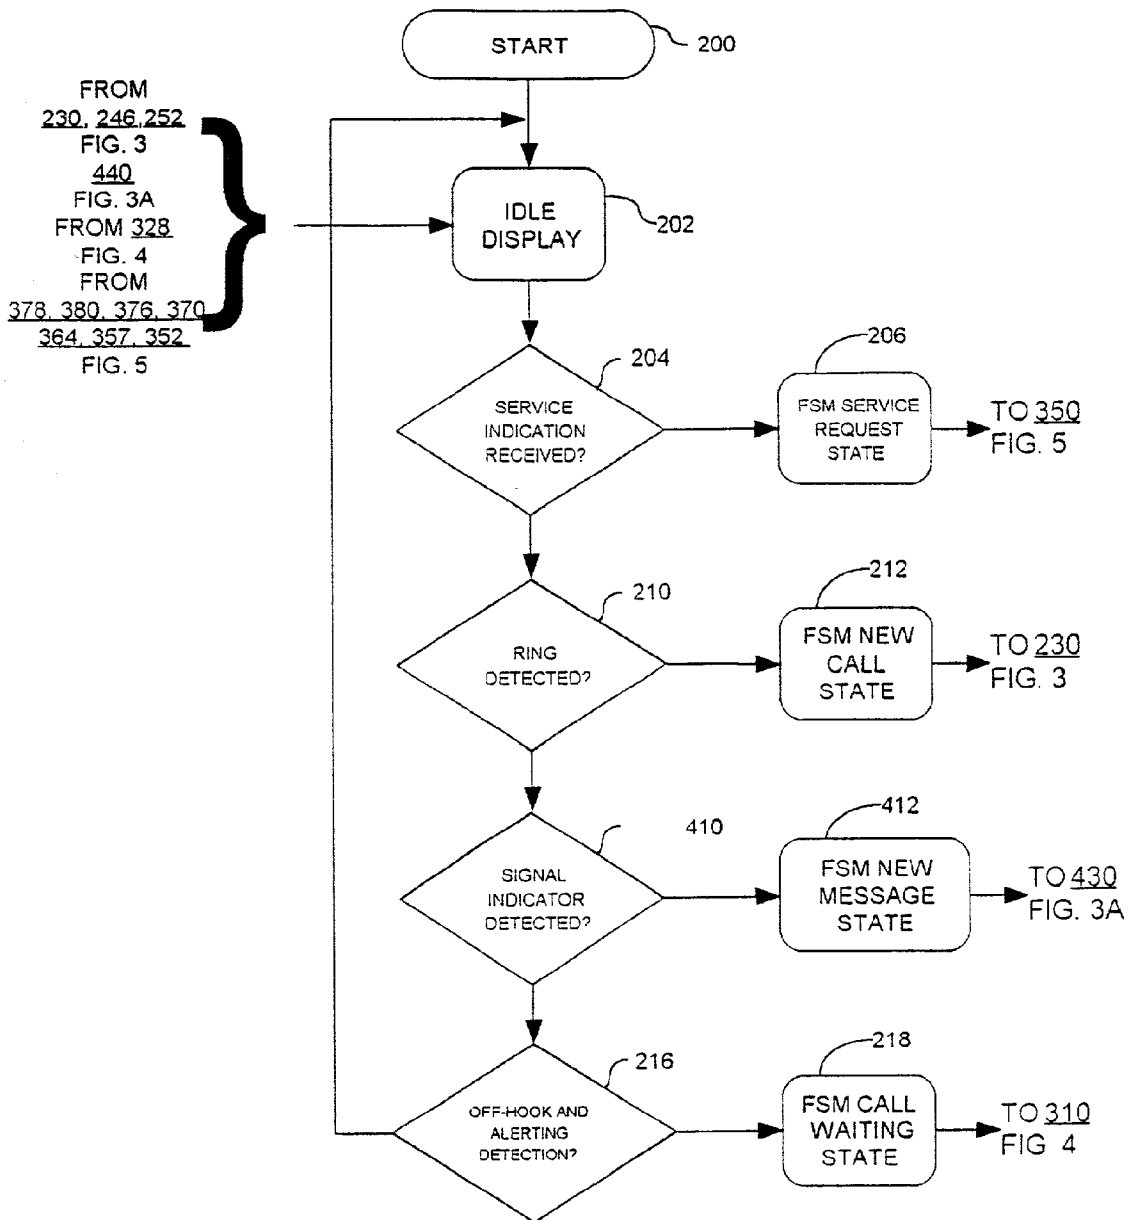 START
200
FROM
230, 246,252
FIG. 3
440
FIG. 3A
FROM 328
FIG. 4
FROM
378, 380, 376, 370
364, 357, 352
FIG. 5
IDLE
DISPLAY
202
SERVICE
INDICATION
RECEIVED?
204
FSM SERVICE
REQUEST
STATE
206
TO 350
FIG. 5
RING
DETECTED?
210
FSM NEW
CALL
STATE
212
TO 230
FIG. 3
SIGNAL
INDICATOR
DETECTED?
410
FSM NEW
MESSAGE
STATE
412
TO 430
FIG. 3A
OFF-HOOK AND
ALERTING
DETECTION?
216
FSM CALL
WAITING
STATE
218
TO 310
FIG 4